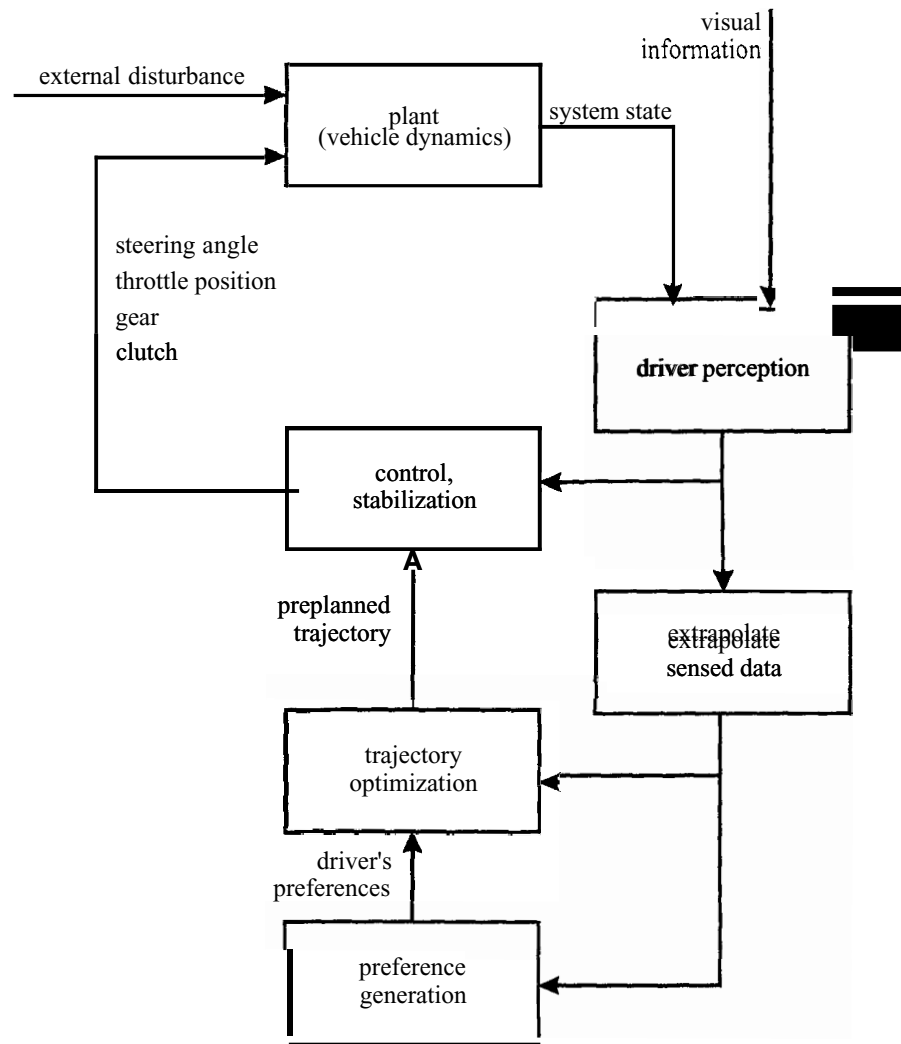 visual
information
external disturbance
plant
(vehicle dynamics)
system state
steering angle
throttle position
gear
clutch
driver perception
control,
stabilization
preplanned
trajectory
extrapolate
sensed data
trajectory
optimization
driver's
preferences
preference
generation